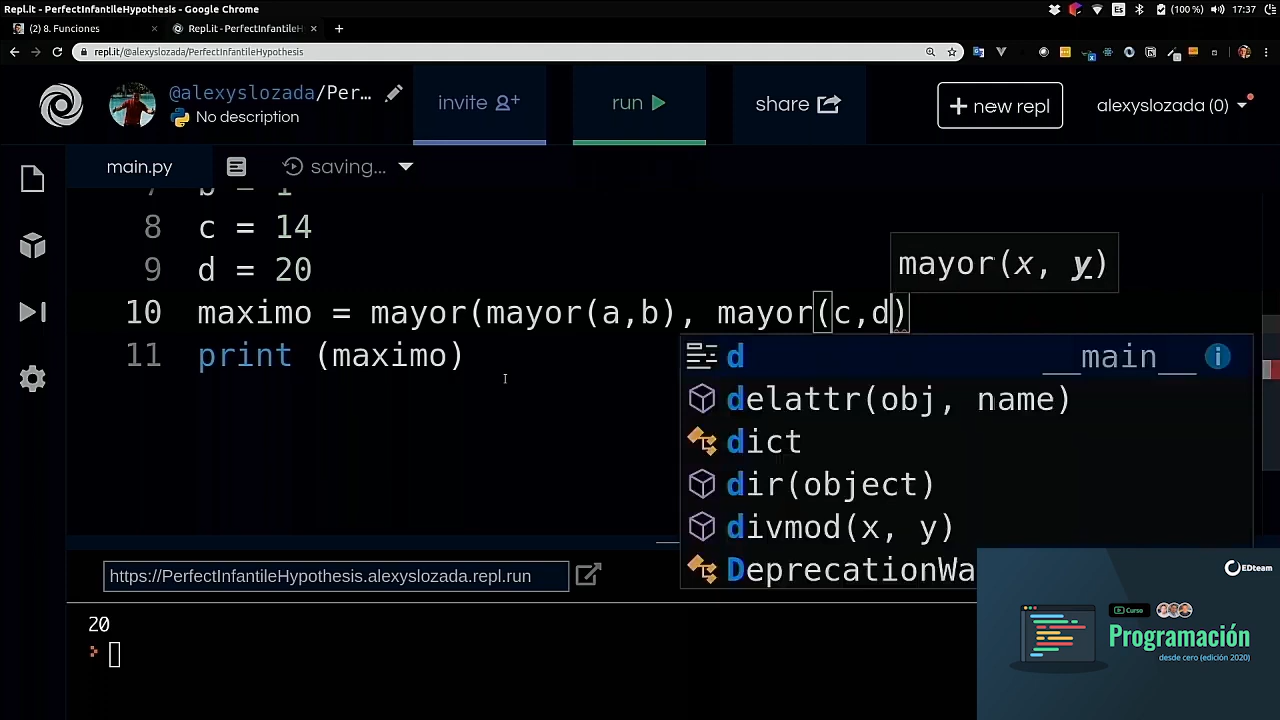 Repl.it - PerfectInfantileHypothesis - Google Chrome
Es
(100 %)
17:37
(2) 8. Funciones
Repl.it - PerfectInfantileH
repl.it/@alexyslozada/PerfectInfantileHypothesis
@alexyslozada/Per...
No description
invite
run
share
+ new repl
alexyslozada (0)
main.py
saving...
8 c = 14
9 d = 20
10 maximo = mayor(mayor(a,b), mayor(c,d)
11 print (maximo)
mayor(x, y)
d __main__
delattr(obj, name)
dict
dir(object)
divmod(x, y)
DeprecationWa
https://PerfectInfantileHypothesis.alexyslozada.repl.run
20
EDteam
Curso
Programación
desde cero (edición 2020)